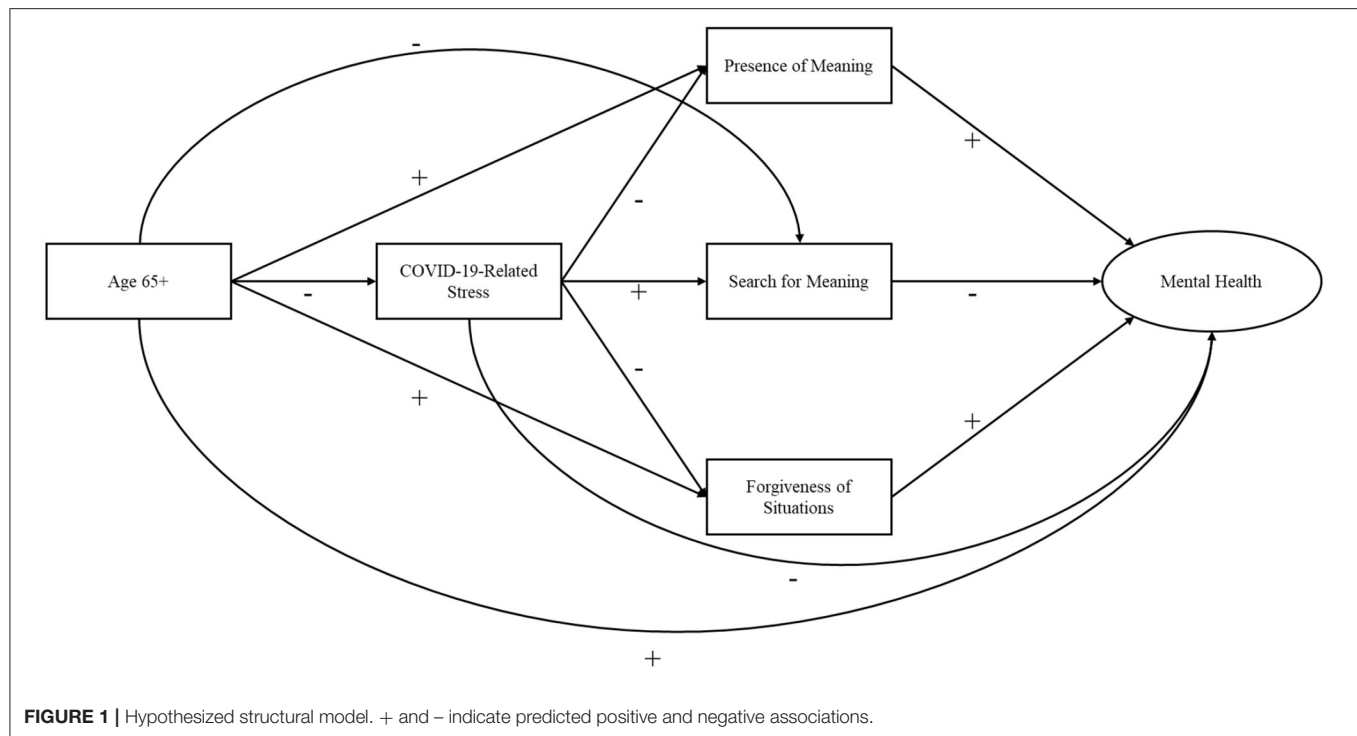 -
Presence of Meaning
+
+
-
Age 65+
-
COVID-19-Related
Stress
+
Search for Meaning
-
Mental Health
-
+
+
Forgiveness of
Situations
-
+
FIGURE 1 | Hypothesized structural model. + and – indicate predicted positive and negative associations.